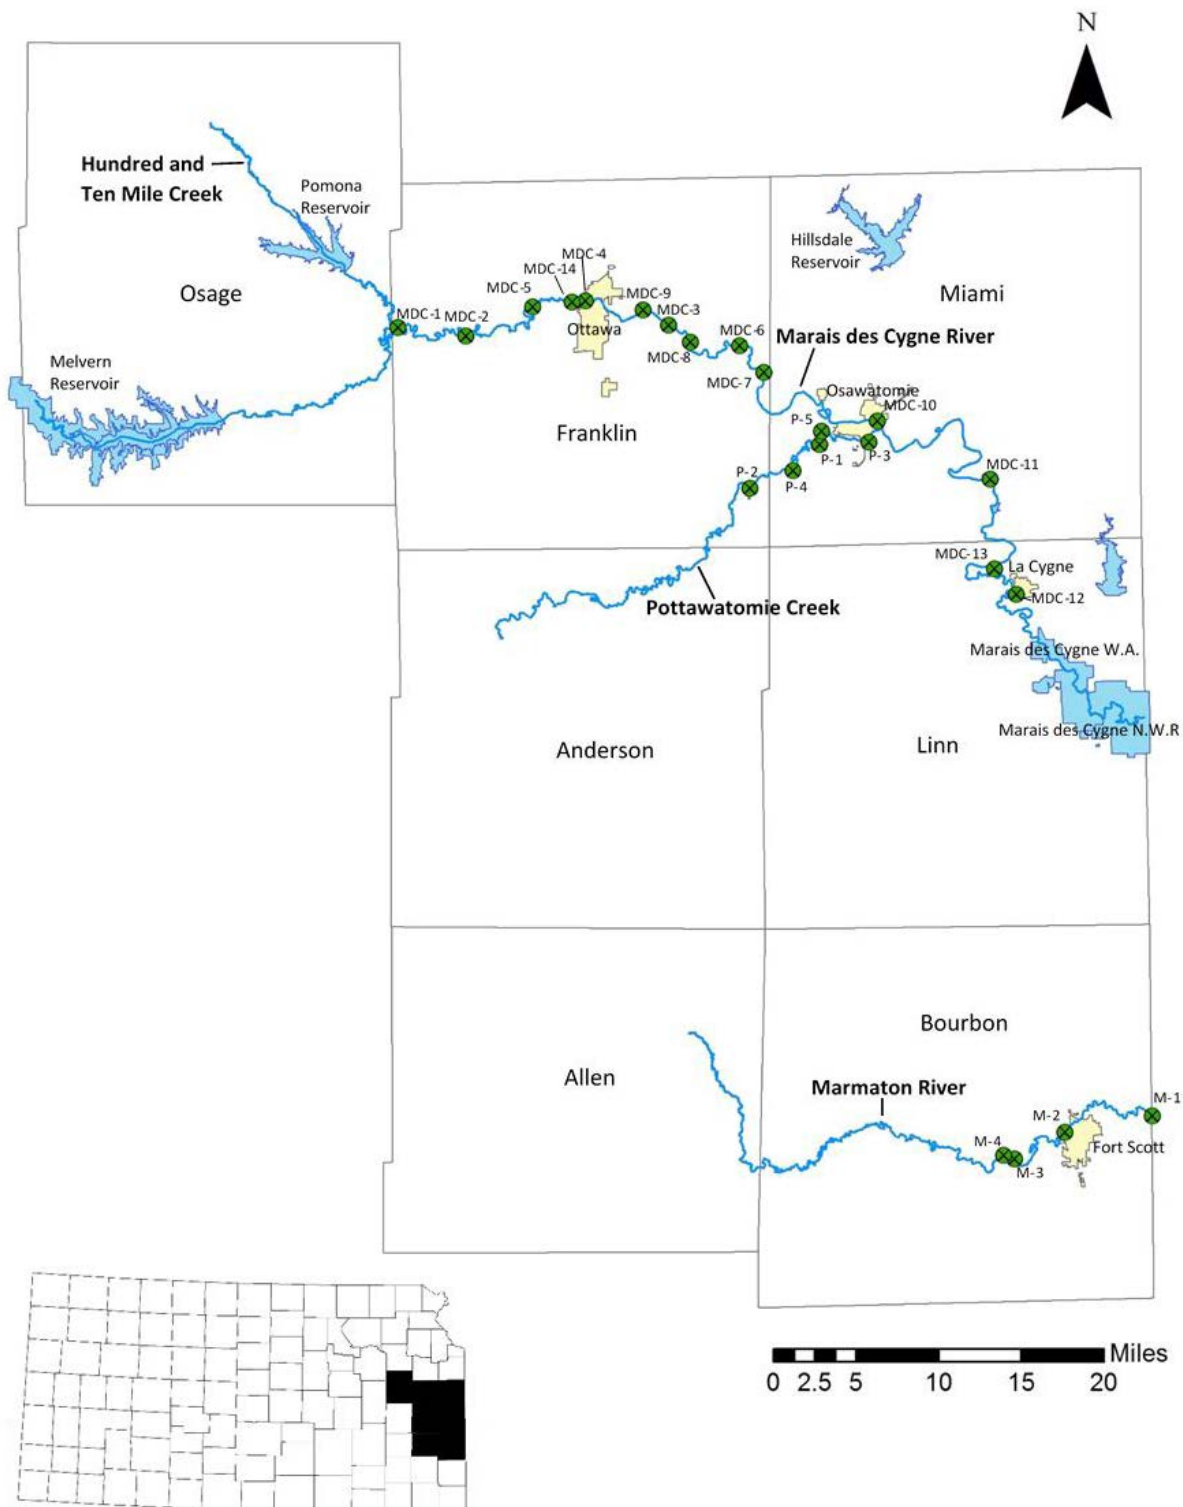 N
Hundred and
Ten Mile Creek
Pomona
Reservoir
Hillsdale
Reservoir
Osage
Miami
MDC-4
MDC-14
MDC-5
MDC-9
MDC-3
MDC-1
MDC-2
Ottawa
MDC-6
MDC-8
MDC-7
Marais des Cygne River
Melvern
Reservoir
Osawatomie
MDC-10
P-5
Franklin
P-1
P-3
P-2
P-4
MDC-11
MDC-13
La Cygne
MDC-12
Pottawatomie Creek
Marais des Cygne W.A.
Marais des Cygne N.W.R
Anderson
Linn
Bourbon
Allen
Marmaton River
M-1
M-2
M-4
Fort Scott
M-3
Miles
0 2.5 5 10 15 20